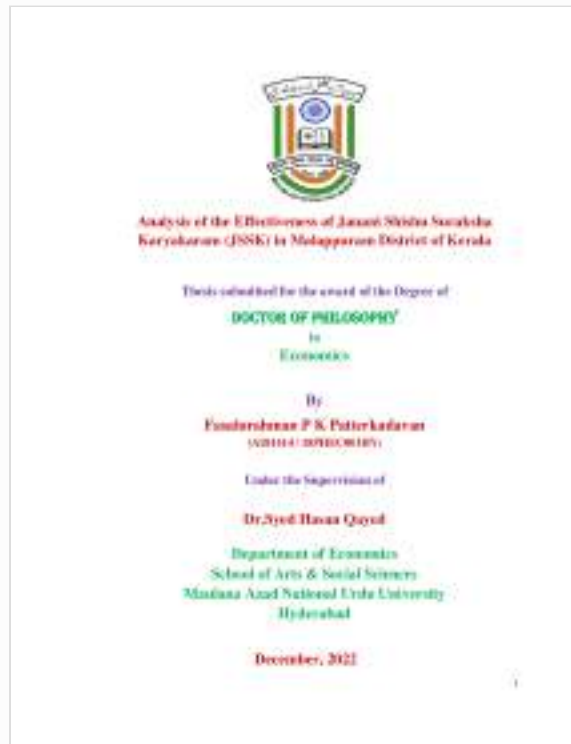 Analysis of the Effectiveness of Janani Shishu Suraksha
Karyakaram (JSSK) in Malappuram District of Kerala
Thesis submitted for the award of the Degree of
DOCTOR OF PHILOSOPHY
in
Economics
By
P K Patterkadavan
Under the Supervision of
Dr.Syed Hasan Qayed
Department of Economics
School of Arts & Social Sciences
Maulana Azad National Urdu University
Hyderabad
December, 2022
i